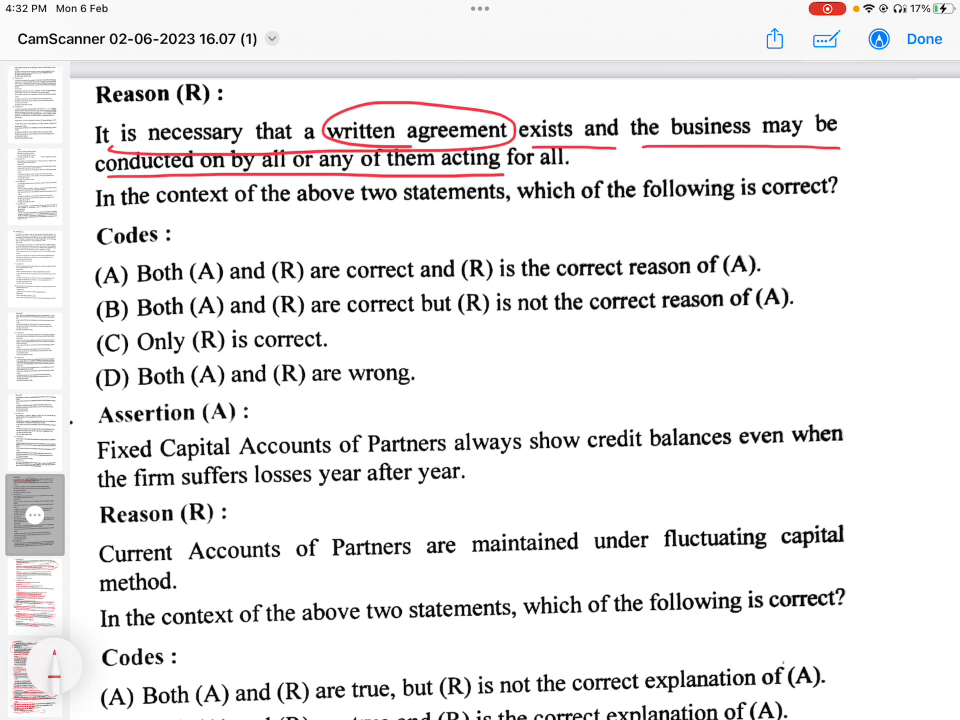 4:32 PM Mon 6 Feb
17%
CamScanner 02-06-2023 16.07 (1)
Done
Reason (R) :
It is necessary that a written agreement exists and the business may be
conducted on by all or any of them acting for all.
In the context of the above two statements, which of the following is correct?
Codes :
(A) Both (A) and (R) are correct and (R) is the correct reason of (A).
(B) Both (A) and (R) are correct but (R) is not the correct reason of (A).
(C) Only (R) is correct.
(D) Both (A) and (R) are wrong.
Assertion (A) :
Fixed Capital Accounts of Partners always show credit balances even when
the firm suffers losses year after year.
Reason (R) :
Current Accounts of Partners are maintained under fluctuating capital
method.
In the context of the above two statements, which of the following is correct?
Codes :
(A) Both (A) and (R) are true, but (R) is not the correct explanation of (A).
and (R) is the correct explanation of (A).